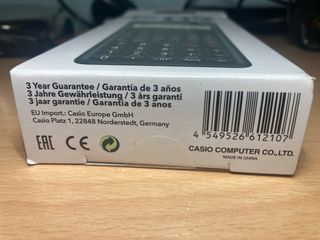 3 Year Guarantee / Garantía de 3 años
3 Jahre Gewährleistung / 3 års garanti
3 jaar garantie / Garantia de 3 anos
EU Import.: Casio Europe GmbH
Casio Platz 1, 22848 Norderstedt, Germany
EAC CE
4 549526 612107
CASIO COMPUTER CO., LTD.
MADE IN CHINA